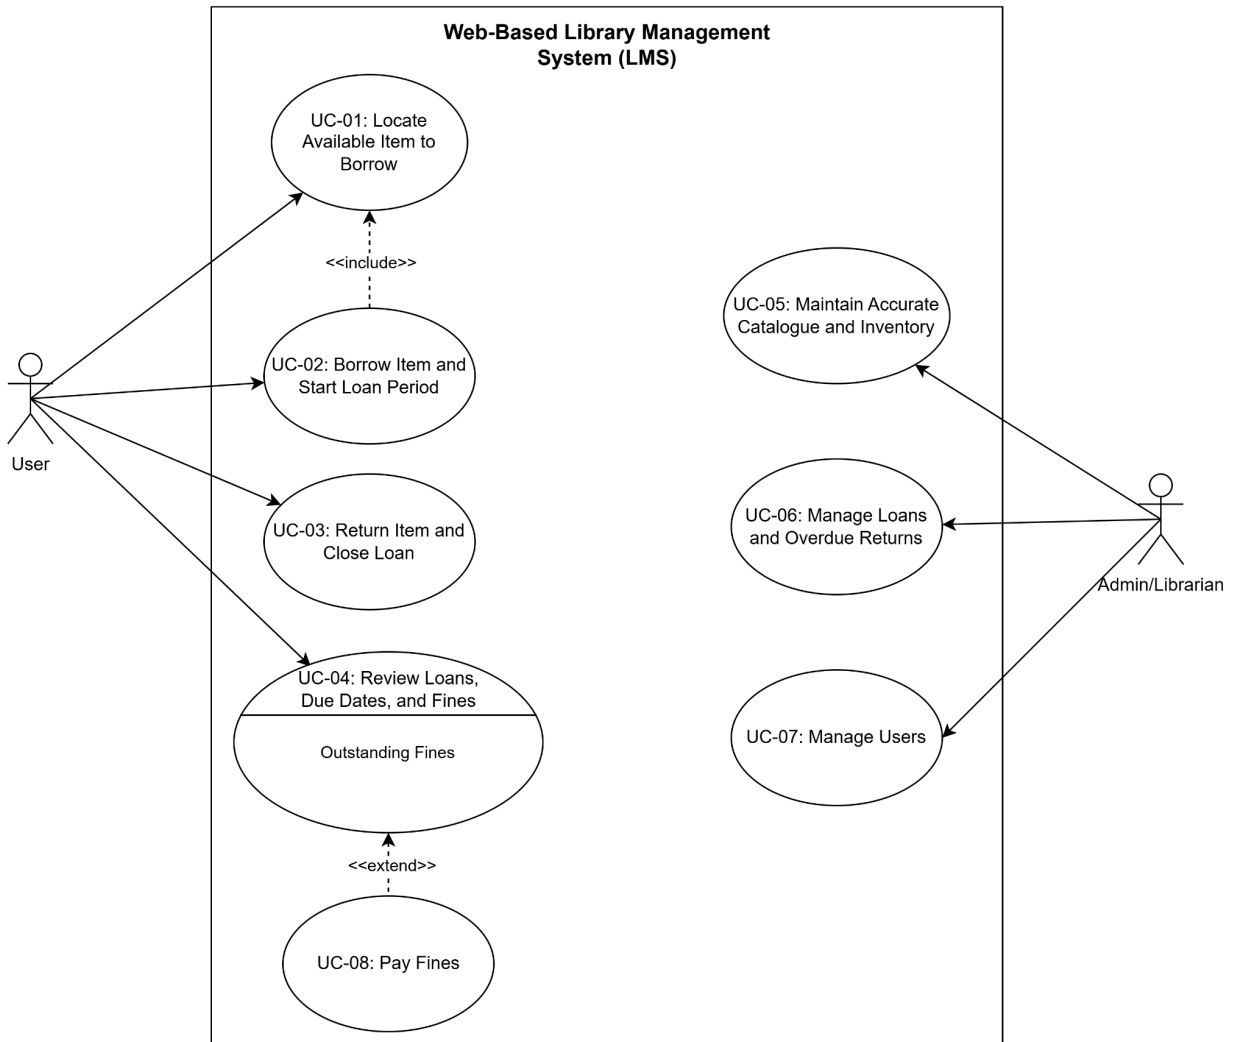 Web-Based Library Management
System (LMS)
UC-01: Locate
Available Item to
Borrow
<<include>>
UC-02: Borrow Item and
Start Loan Period
User
UC-03: Return Item and
Close Loan
UC-04: Review Loans,
Due Dates, and Fines
Outstanding Fines
<<extend>>
UC-08: Pay Fines
UC-05: Maintain Accurate
Catalogue and Inventory
UC-06: Manage Loans
and Overdue Returns
Admin/Librarian
UC-07: Manage Users